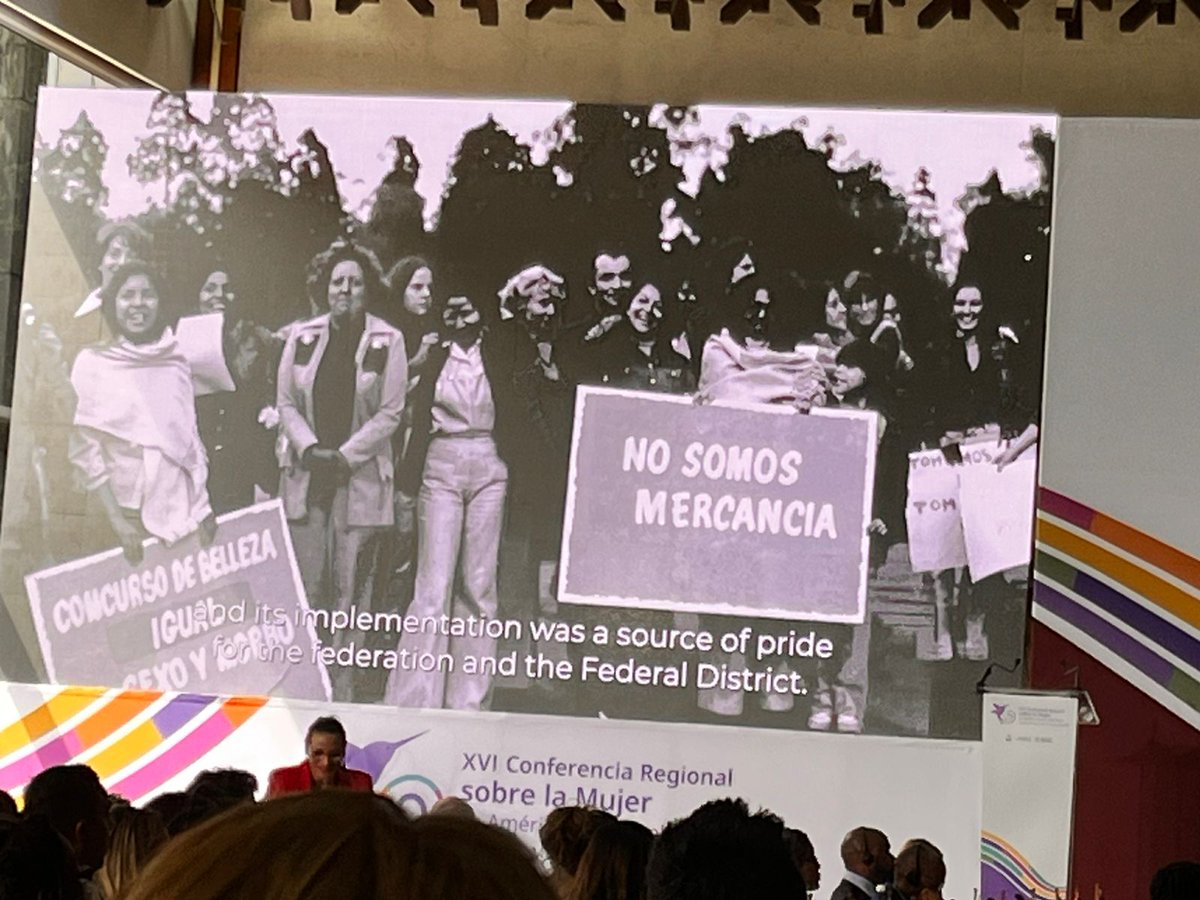 CONCURSO DE BELLEZA
NO SOMOS
MERCANCIA
TOM
and its implementation was a source of pride
for the federation and the Federal District.
SEXO Y
XVI Conferencia Regional
sobre la Mujer